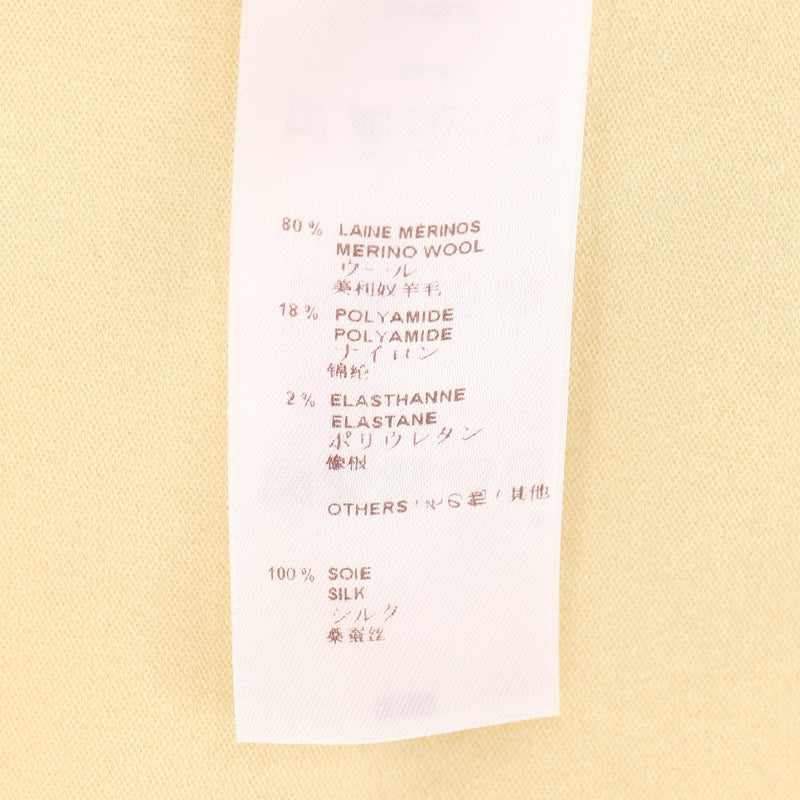 80 % LAINE MÉRINOS
MERINO WOOL
ウール
美利奴羊毛
18 % POLYAMIDE
POLYAMIDE
ナイロン
锦纶
2 % ELASTHANNE
ELASTANE
ポリウレタン
OTHERS / / 其他
100 % SOIE
SILK
シルク
桑蚕丝